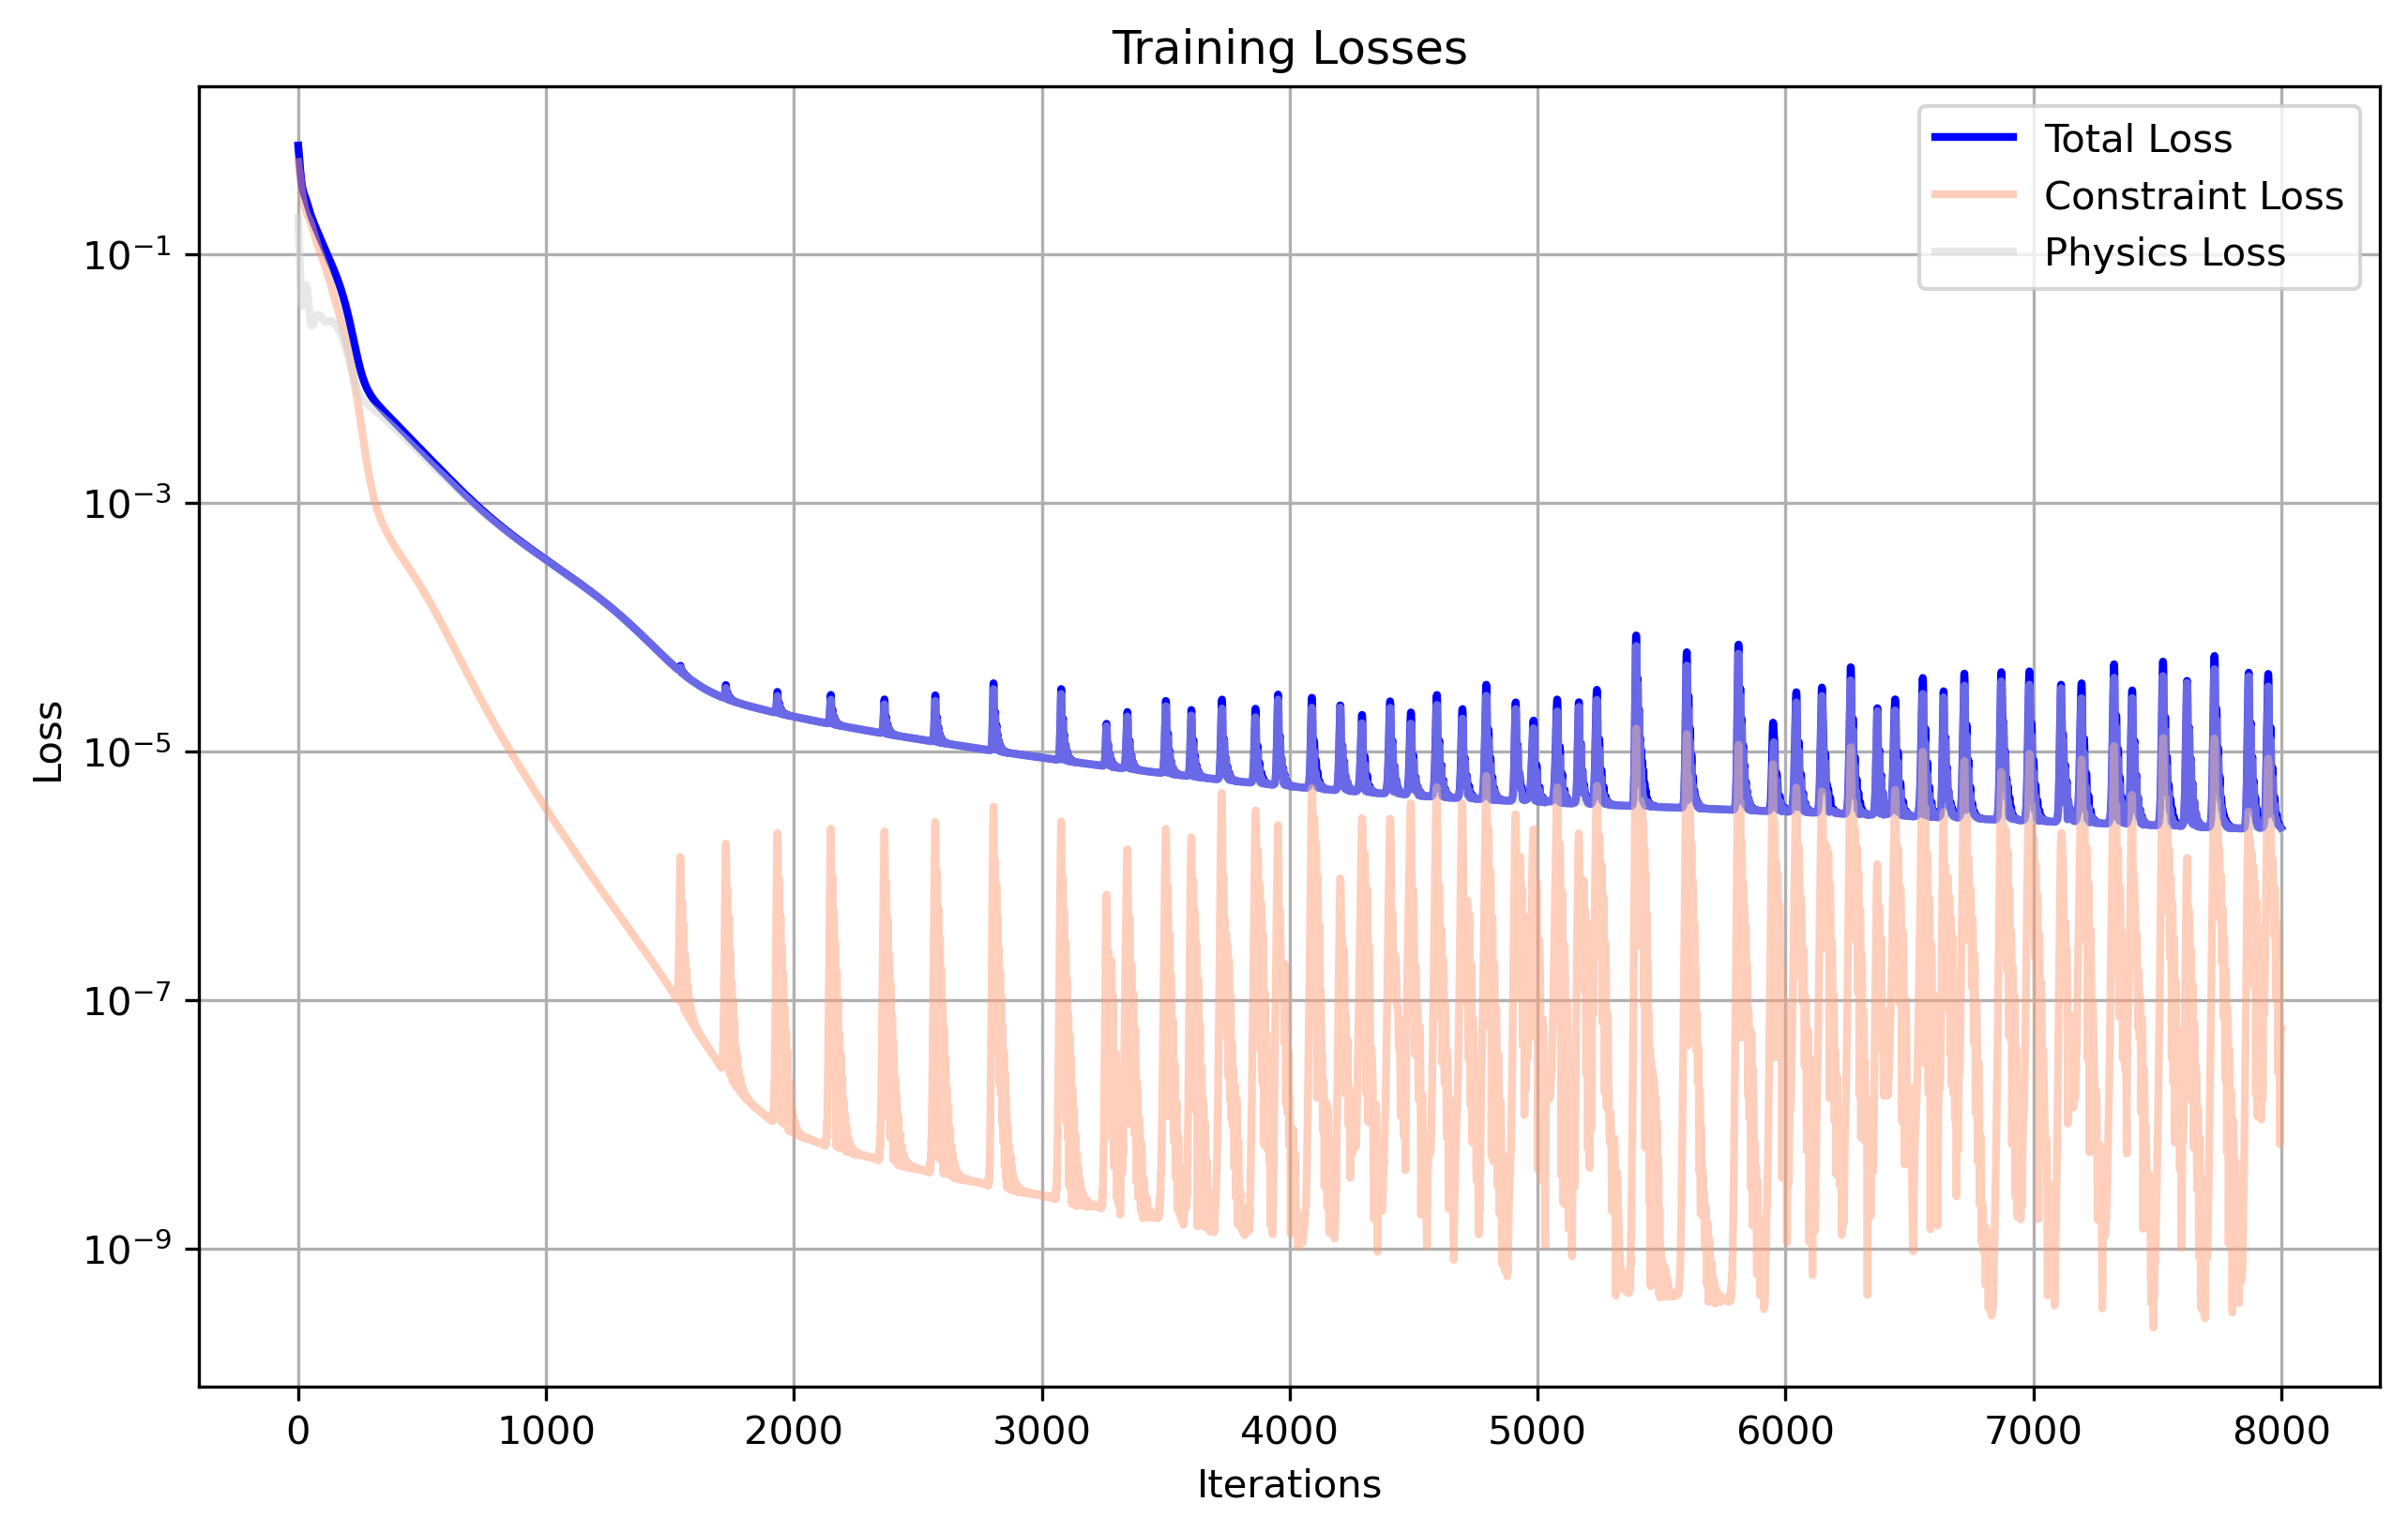 Training Losses
Total Loss
Constraint Loss
Physics Loss
10⁻¹
10⁻³
10⁻⁵
10⁻⁷
10⁻⁹
Loss
0 1000 2000 3000 4000 5000 6000 7000 8000
Iterations